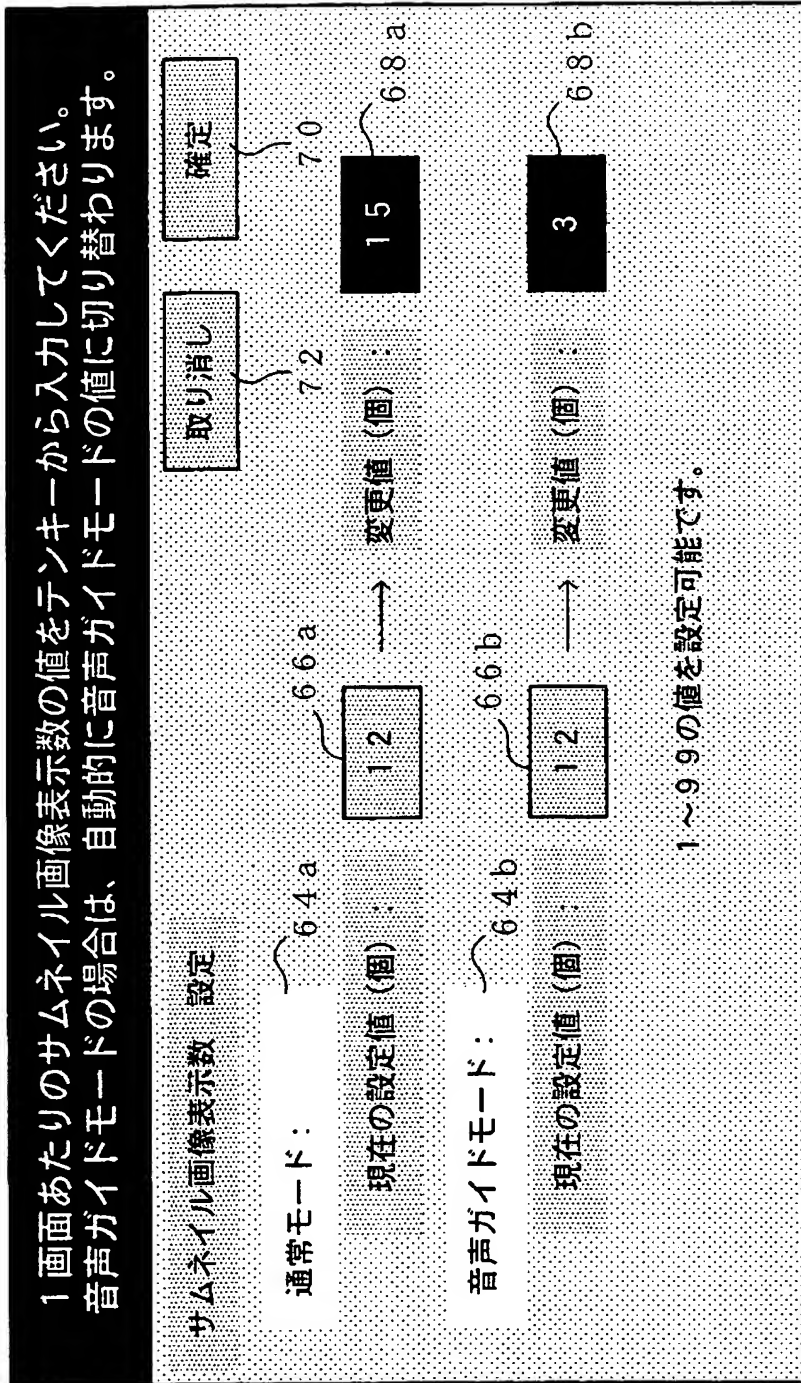 １画面あたりのサムネイル画像表示数の値をテンキーから入力してください。
音声ガイドモードの場合は、自動的に音声ガイドモードの値に切り替わります。
サムネイル画像表示数　設定
取り消し
確定
７２
７０
通常モード：
６４ａ
６６ａ
現在の設定値（個）：
１２
→
変更値（個）：
１５
６８ａ
音声ガイドモード：
６４ｂ
６６ｂ
現在の設定値（個）：
１２
→
変更値（個）：
３
６８ｂ
１～９９の値を設定可能です。